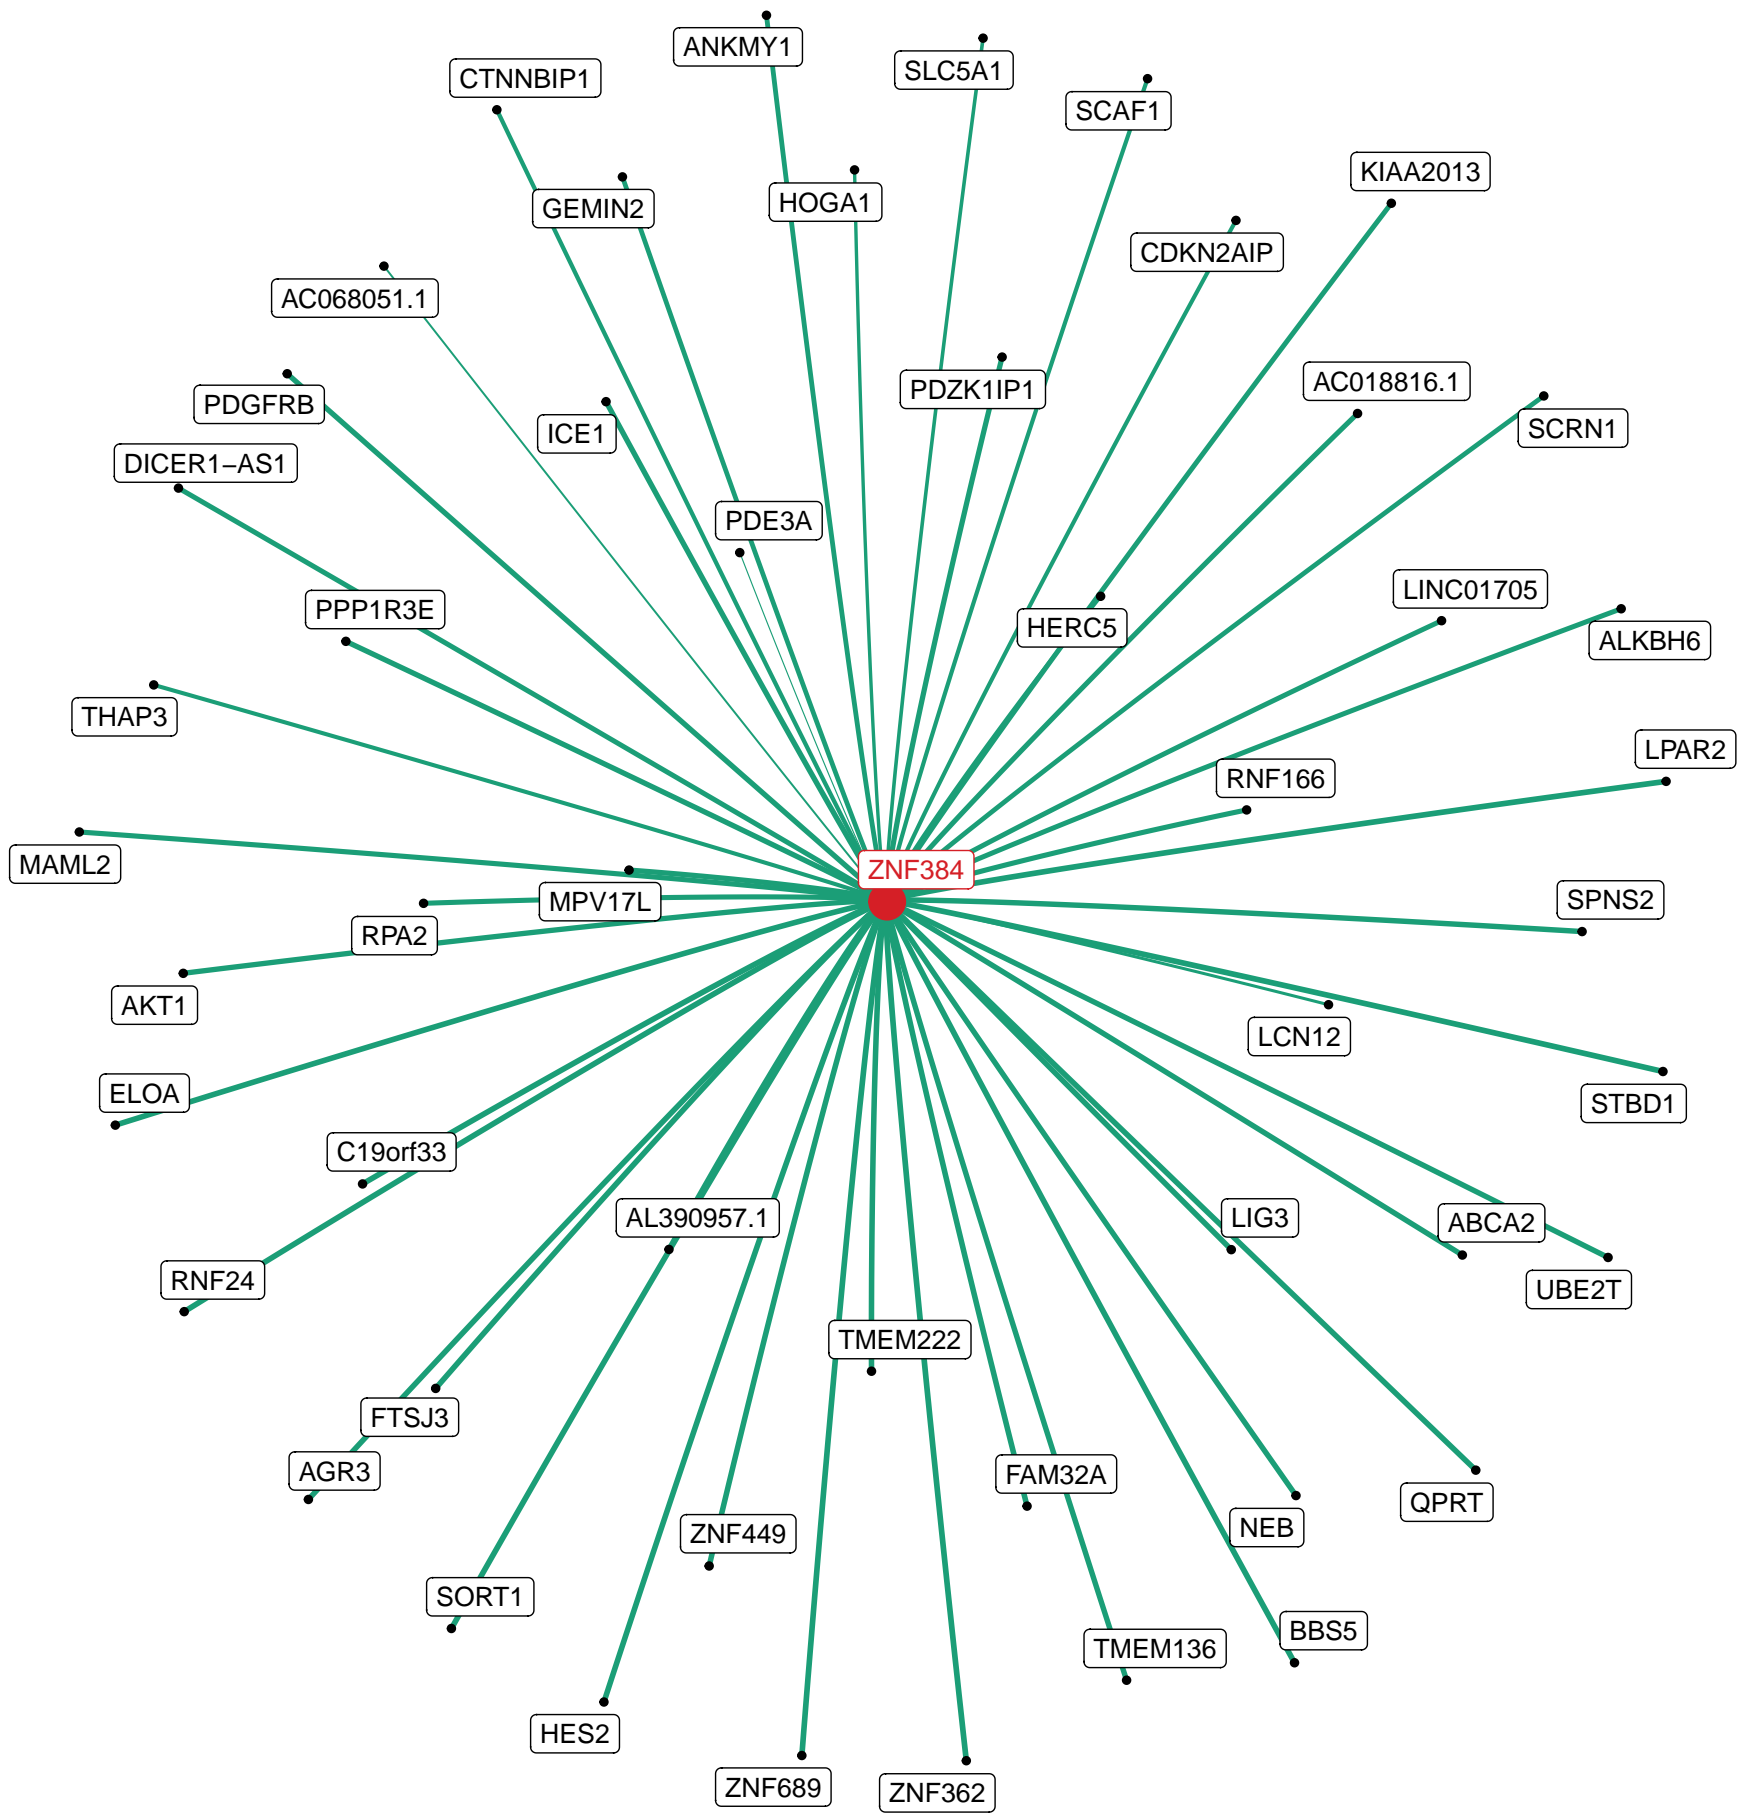 ANKMY1
SLC5A1
CTNNBIP1
SCAF1
KIAA2013
HOGA1
GEMIN2
CDKN2AIP
AC068051.1
AC018816.1
PDZK1IP1
PDGFRB
SCRN1
ICE1
DICER1−AS1
PDE3A
LINC01705
PPP1R3E
HERC5
ALKBH6
THAP3
LPAR2
RNF166
MAML2
ZNF384
SPNS2
MPV17L
RPA2
AKT1
LCN12
ELOA
STBD1
C19orf33
AL390957.1
LIG3
ABCA2
RNF24
UBE2T
TMEM222
FTSJ3
AGR3
FAM32A
QPRT
NEB
ZNF449
SORT1
BBS5
TMEM136
HES2
ZNF689
ZNF362